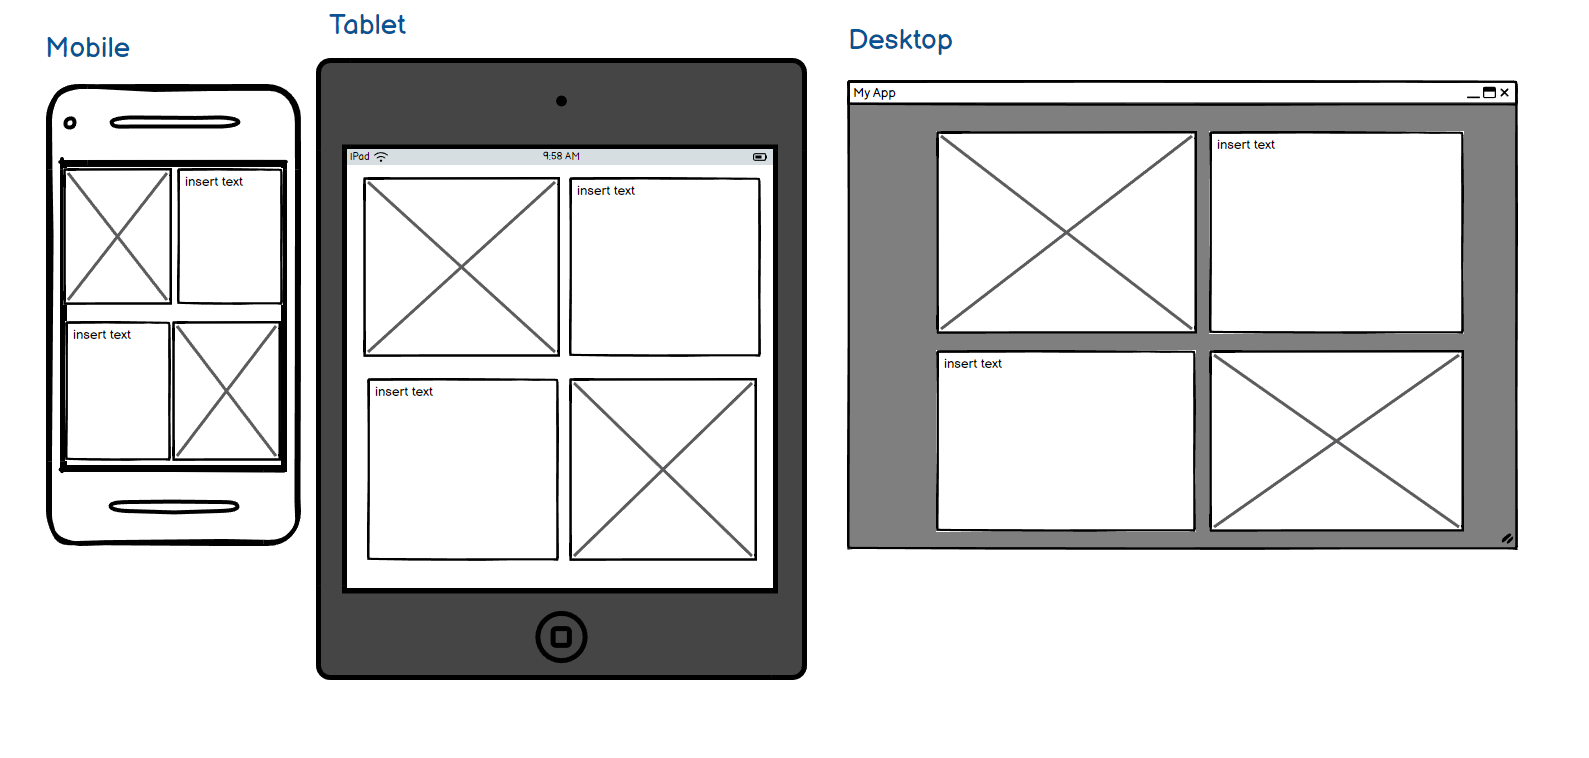 Mobile
insert text
insert text
Tablet
IPad
9:58 AM
insert text
insert text
Desktop
My App
insert text
insert text